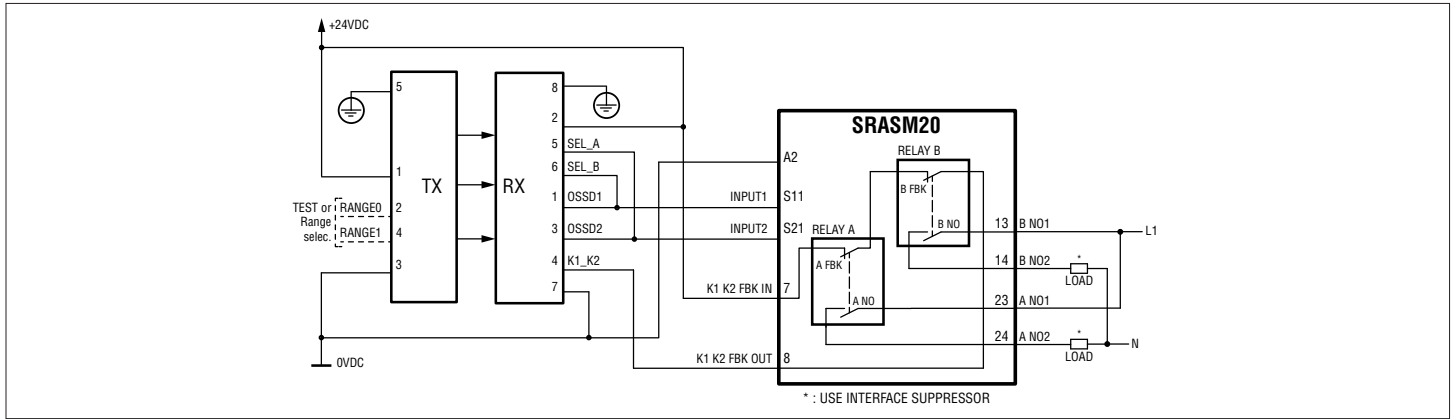 +24VDC
5
8
SRASM20
2
RELAY B
5 SEL_A
A2
6 SEL_B
B FBK
1
TX
RX
1 OSSD1
INPUT1 S11
TEST or
Range
selec.
2 RANGE0
4 RANGE1
3 OSSD2
INPUT2 S21
RELAY A
B NO
13 B NO1
L1
4 K1_K2
A FBK
14 B NO2
*
LOAD
3
7
K1 K2 FBK IN 7
A NO
23 A NO1
24 A NO2
*
LOAD
N
0VDC
K1 K2 FBK OUT 8
* : USE INTERFACE SUPPRESSOR